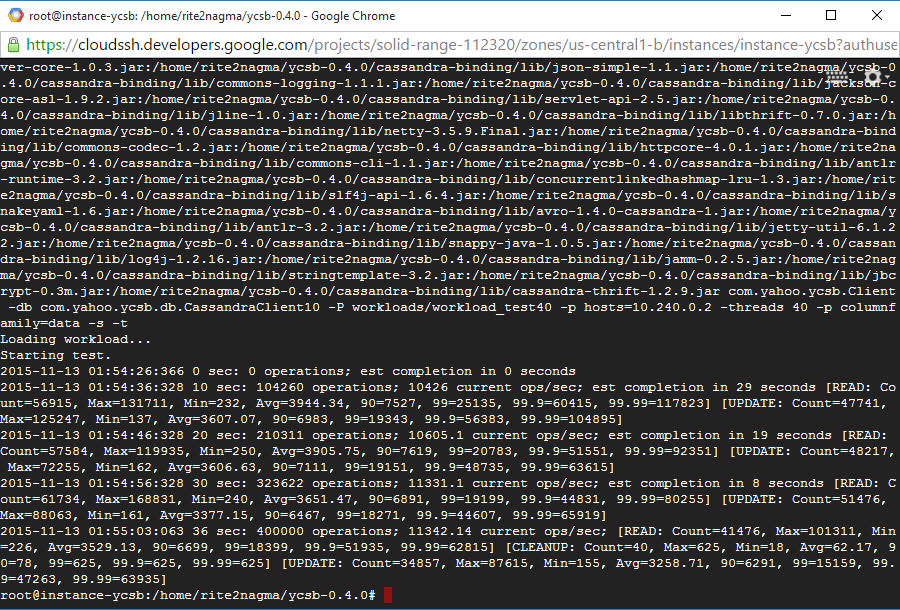 root@instance-ycsb: /home/rite2nagma/ycsb-0.4.0 - Google Chrome
https://cloudssh.developers.google.com/projects/solid-range-112320/zones/us-central1-b/instances/instance-ycsb?authuse
ver-core-1.0.3.jar:/home/rite2nagma/ycsb-0.4.0/cassandra-binding/lib/json-simple-1.1.jar:/home/rite2nagma/ycsb-0
.4.0/cassandra-binding/lib/commons-logging-1.1.1.jar:/home/rite2nagma/ycsb-0.4.0/cassandra-binding/lib/jackson-c
ore-asl-1.9.2.jar:/home/rite2nagma/ycsb-0.4.0/cassandra-binding/lib/servlet-api-2.5.jar:/home/rite2nagma/ycsb-0.
4.0/cassandra-binding/lib/jline-1.0.jar:/home/rite2nagma/ycsb-0.4.0/cassandra-binding/lib/libthrift-0.7.0.jar:/h
ome/rite2nagma/ycsb-0.4.0/cassandra-binding/lib/netty-3.5.9.Final.jar:/home/rite2nagma/ycsb-0.4.0/cassandra-bind
ing/lib/commons-codec-1.2.jar:/home/rite2nagma/ycsb-0.4.0/cassandra-binding/lib/httpcore-4.0.1.jar:/home/rite2na
gma/ycsb-0.4.0/cassandra-binding/lib/commons-cli-1.1.jar:/home/rite2nagma/ycsb-0.4.0/cassandra-binding/lib/antlr
-runtime-3.2.jar:/home/rite2nagma/ycsb-0.4.0/cassandra-binding/lib/concurrentlinkedhashmap-lru-1.3.jar:/home/rit
e2nagma/ycsb-0.4.0/cassandra-binding/lib/slf4j-api-1.6.4.jar:/home/rite2nagma/ycsb-0.4.0/cassandra-binding/lib/s
nakeyaml-1.6.jar:/home/rite2nagma/ycsb-0.4.0/cassandra-binding/lib/avro-1.4.0-cassandra-1.jar:/home/rite2nagma/y
csb-0.4.0/cassandra-binding/lib/antlr-3.2.jar:/home/rite2nagma/ycsb-0.4.0/cassandra-binding/lib/jetty-util-6.1.2
2.jar:/home/rite2nagma/ycsb-0.4.0/cassandra-binding/lib/snappy-java-1.0.5.jar:/home/rite2nagma/ycsb-0.4.0/cassan
dra-binding/lib/log4j-1.2.16.jar:/home/rite2nagma/ycsb-0.4.0/cassandra-binding/lib/jamm-0.2.5.jar:/home/rite2nag
ma/ycsb-0.4.0/cassandra-binding/lib/stringtemplate-3.2.jar:/home/rite2nagma/ycsb-0.4.0/cassandra-binding/lib/jbc
rypt-0.3m.jar:/home/rite2nagma/ycsb-0.4.0/cassandra-binding/lib/cassandra-thrift-1.2.9.jar com.yahoo.ycsb.Client
-db com.yahoo.ycsb.db.CassandraClient10 -P workloads/workload_test40 -p hosts=10.240.0.2 -threads 40 -p columnf
amily=data -s -t
Loading workload...
Starting test.
2015-11-13 01:54:26:366 0 sec: 0 operations; est completion in 0 seconds
2015-11-13 01:54:36:328 10 sec: 104260 operations; 10426 current ops/sec; est completion in 29 seconds [READ: Co
unt=56915, Max=131711, Min=232, Avg=3944.34, 90=7527, 99=25135, 99.9=60415, 99.99=117823] [UPDATE: Count=47741,
Max=125247, Min=137, Avg=3607.07, 90=6983, 99=19343, 99.9=56383, 99.99=104895]
2015-11-13 01:54:46:328 20 sec: 210311 operations; 10605.1 current ops/sec; est completion in 19 seconds [READ:
Count=57584, Max=119935, Min=250, Avg=3905.75, 90=7619, 99=20783, 99.9=51551, 99.99=92351] [UPDATE: Count=48217,
Max=72255, Min=162, Avg=3606.63, 90=7111, 99=19151, 99.9=48735, 99.99=63615]
2015-11-13 01:54:56:328 30 sec: 323622 operations; 11331.1 current ops/sec; est completion in 8 seconds [READ: C
ount=61734, Max=168831, Min=240, Avg=3651.47, 90=6891, 99=19199, 99.9=44831, 99.99=80255] [UPDATE: Count=51476,
Max=88063, Min=161, Avg=3377.15, 90=6467, 99=18271, 99.9=44607, 99.99=65919]
2015-11-13 01:55:03:063 36 sec: 400000 operations; 11342.14 current ops/sec; [READ: Count=41476, Max=101311, Min
=226, Avg=3529.13, 90=6699, 99=18399, 99.9=51935, 99.99=62815] [CLEANUP: Count=40, Max=625, Min=18, Avg=62.17, 9
0=78, 99=625, 99.9=625, 99.99=625] [UPDATE: Count=34857, Max=87615, Min=155, Avg=3258.71, 90=6291, 99=15159, 99.
9=47263, 99.99=63935]
root@instance-ycsb:/home/rite2nagma/ycsb-0.4.0#